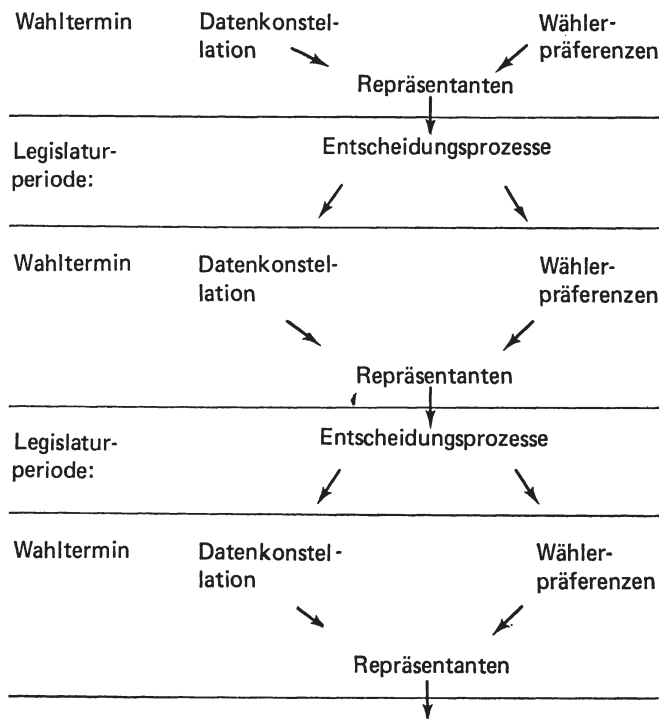 Wahltermin Datenkonstel- Wähler-
lation präferenzen
Repräsentanten
Legislatur- Entscheidungsprozesse
periode:
Wahltermin Datenkonstel- Wähler-
lation präferenzen
Repräsentanten
Legislatur- Entscheidungsprozesse
periode:
Wahltermin Datenkonstel- Wähler-
lation präferenzen
Repräsentanten